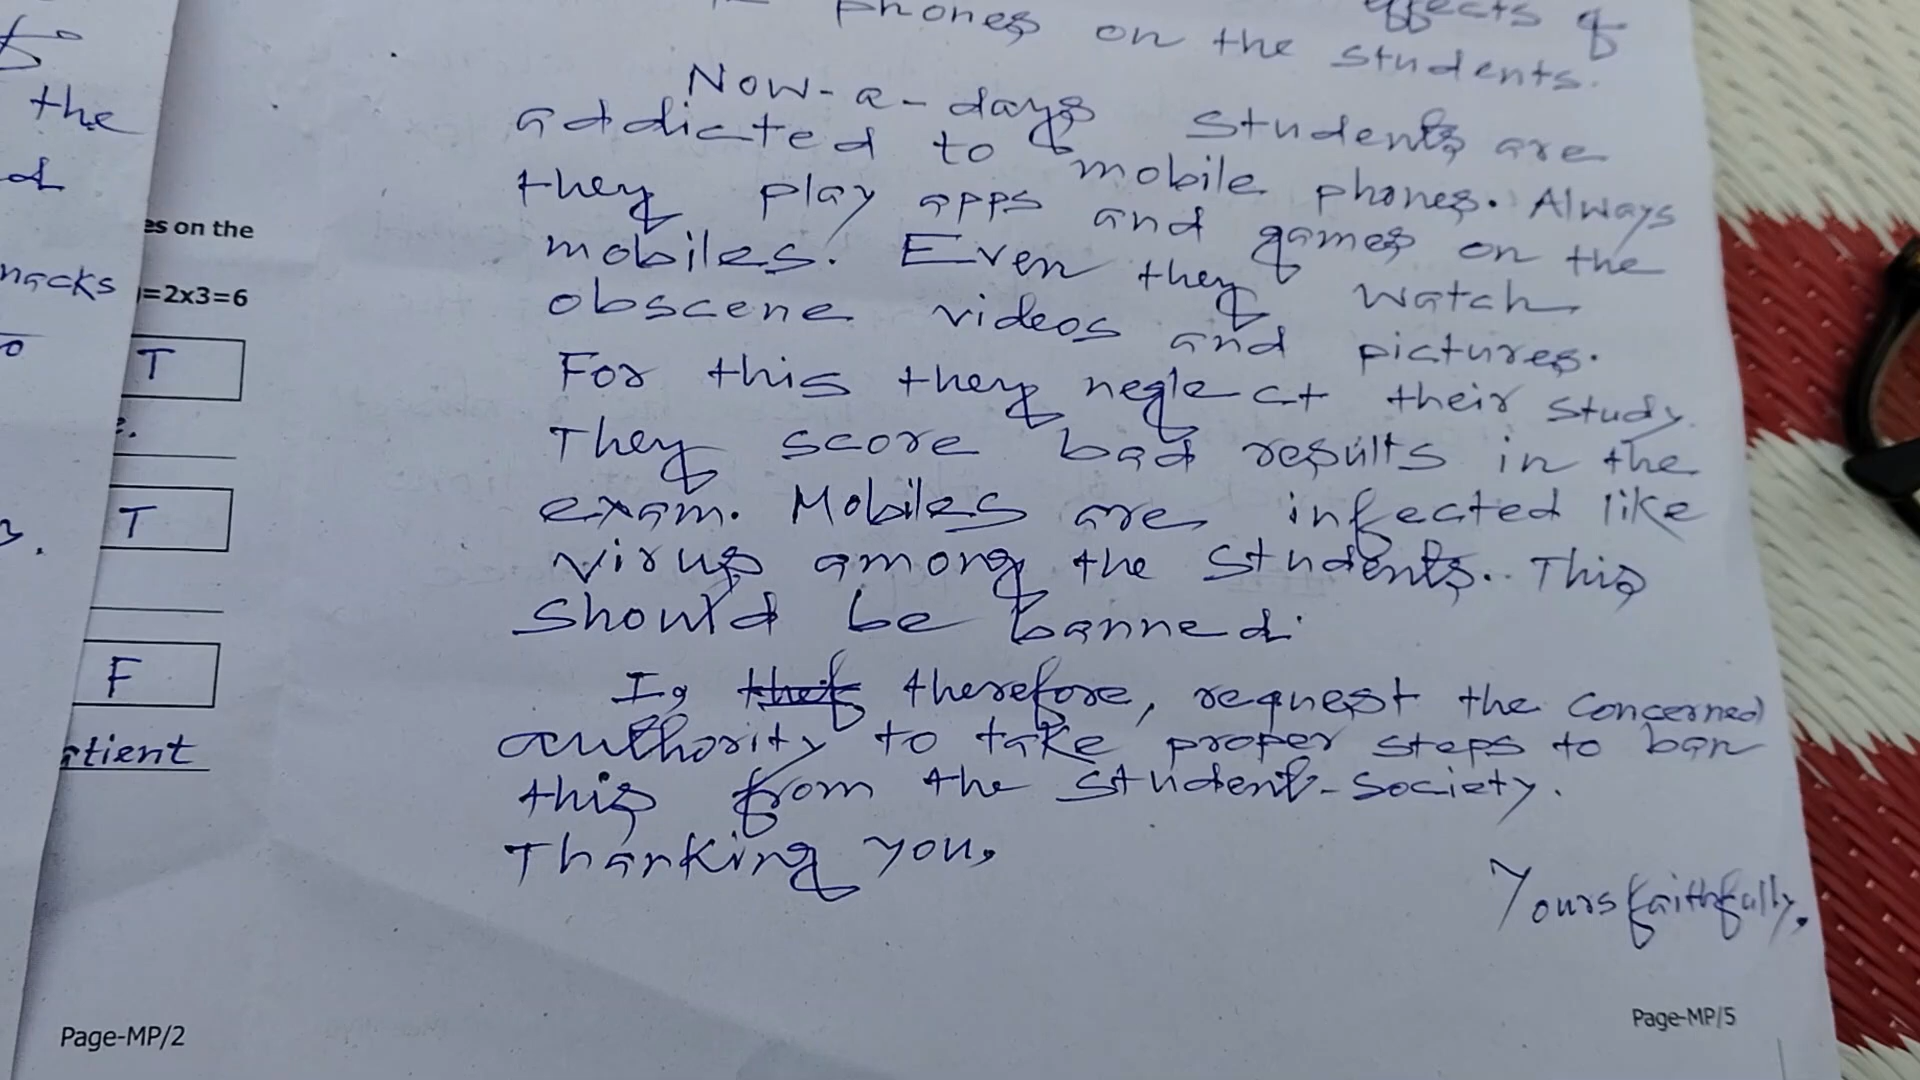 the
d
nacks
es on the
)=2x3=6
T
T
F
atient
Page-MP/2
phones on the students.
effects of
Now-a-days students are
addicted to mobile phones. Always
they play apps and games on the
mobiles. Even they watch
obscene videos and pictures.
For this they neglect their study.
They score bad results in the
exam. Mobiles are infected like
virus among the students. This
should be banned.
I, therefore, request the concerned
authority to take proper steps to ban
this from the student-society.
Thanking you,
Yours faithfully,
Page-MP/5